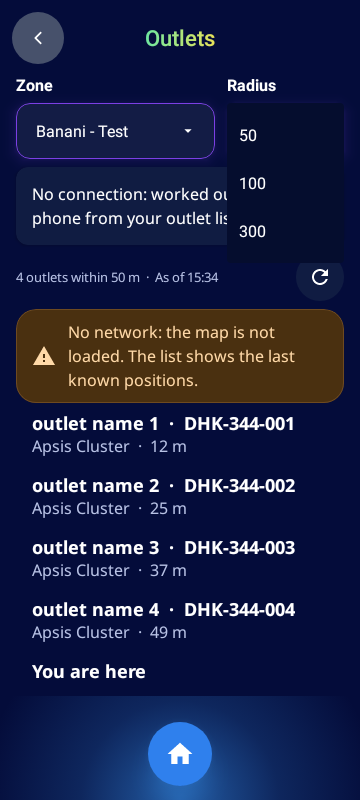 Outlets
Zone
Radius
Banani - Test
50
100
300
No connection: worked
phone from your outlet
4 outlets within 50 m · As of 15:34
No network: the map is not
loaded. The list shows the last
known positions.
outlet name 1 · DHK-344-001
Apsis Cluster · 12 m
outlet name 2 · DHK-344-002
Apsis Cluster · 25 m
outlet name 3 · DHK-344-003
Apsis Cluster · 37 m
outlet name 4 · DHK-344-004
Apsis Cluster · 49 m
You are here